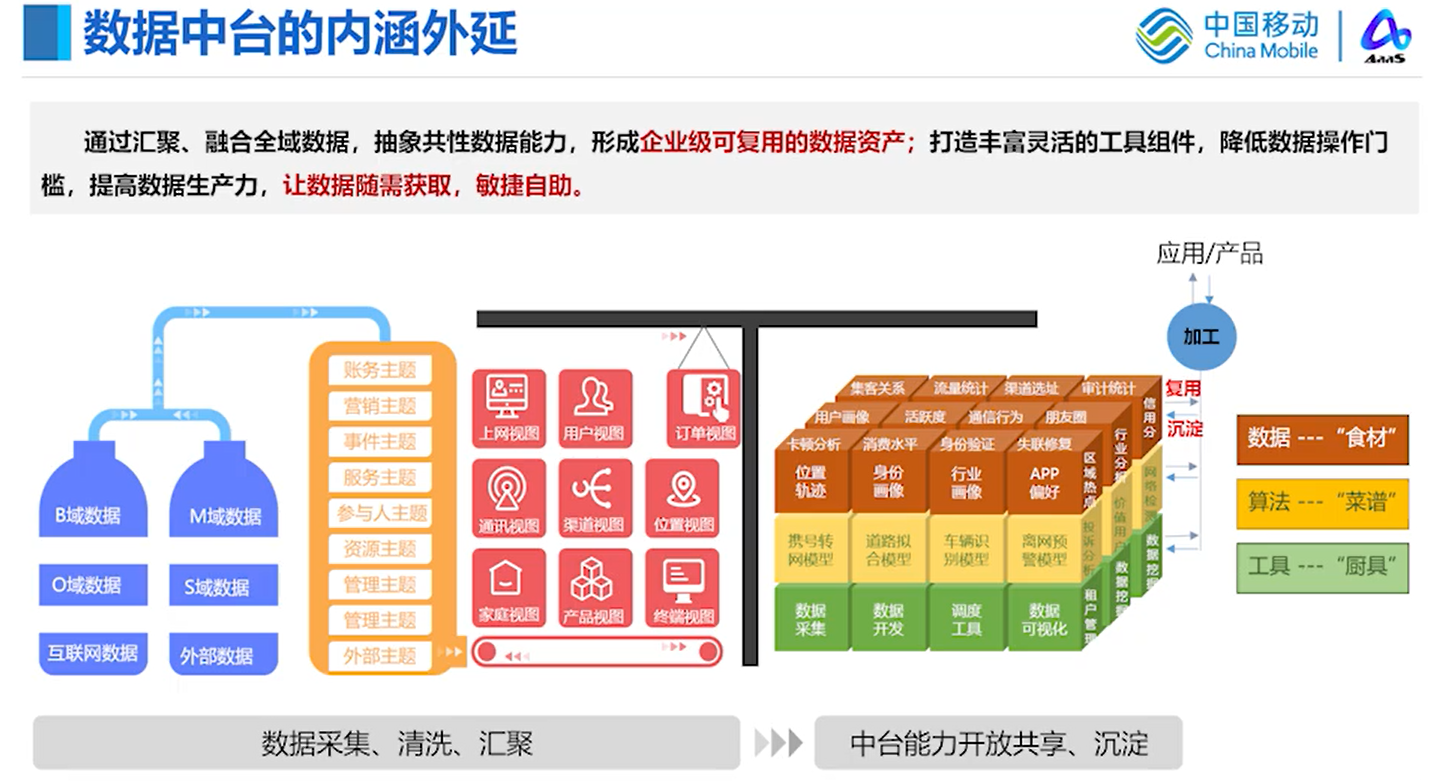 数据中台的内涵外延
中国移动
China Mobile
AaaS
通过汇聚、融合全域数据，抽象共性数据能力，形成企业级可复用的数据资产；打造丰富灵活的工具组件，降低数据操作门
槛，提高数据生产力，让数据随需获取，敏捷自助。
B域数据
M域数据
O域数据
S域数据
互联网数据
外部数据
账务主题
营销主题
事件主题
服务主题
参与人主题
资源主题
管理主题
管理主题
外部主题
上网视图
用户视图
订单视图
通讯视图
渠道视图
位置视图
家庭视图
产品视图
终端视图
集客关系
流量统计
渠道选址
审计统计
用户画像
活跃度
通信行为
朋友圈
卡顿分析
消费水平
身份验证
失联修复
位置
轨迹
身份
画像
行业
画像
APP
偏好
携号转
网模型
道路拟
合模型
车辆识
别模型
离网预
警模型
数据
采集
数据
开发
调度
工具
数据
可视化
区域热点
投诉分析
租户管理
行业分析
价值用户
数据挖掘
信用分
网络检测
数据挖掘
应用/产品
加工
复用
沉淀
数据 --- “食材”
算法 --- “菜谱”
工具 --- “厨具”
数据采集、清洗、汇聚
中台能力开放共享、沉淀